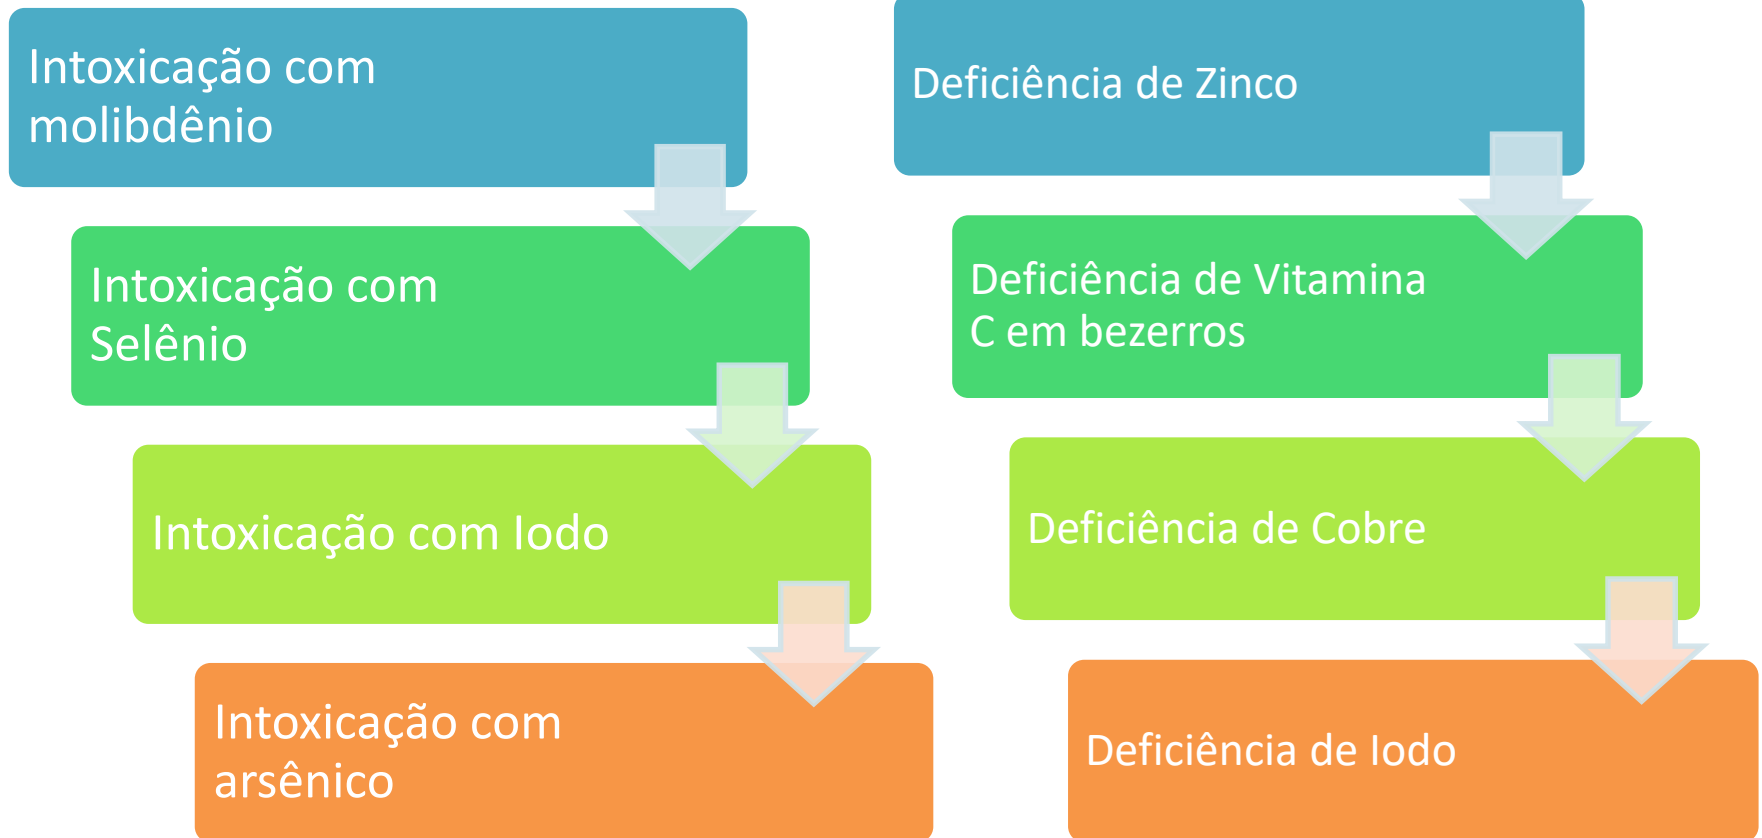 Intoxicação com
molibdênio
Intoxicação com
Selênio
Intoxicação com Iodo
Intoxicação com
arsênico
Deficiência de Zinco
Deficiência de Vitamina
C em bezerros
Deficiência de Cobre
Deficiência de Iodo